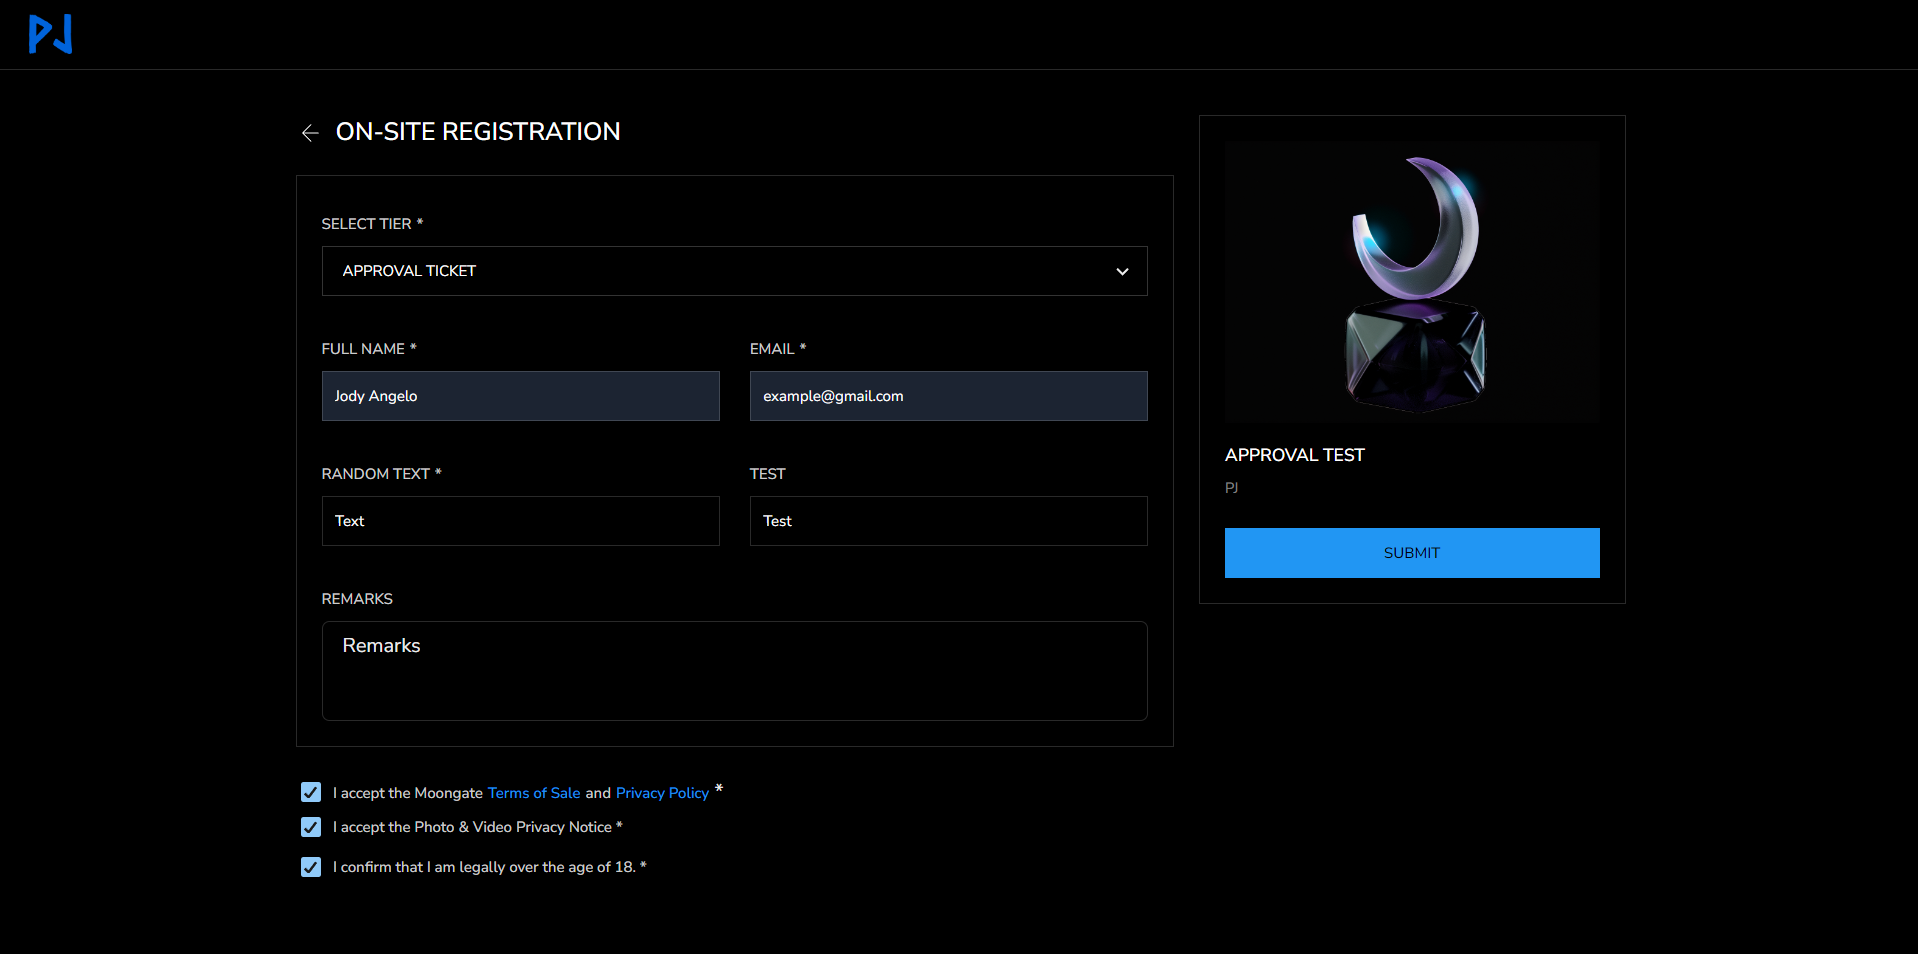 PJ
ON-SITE REGISTRATION
SELECT TIER *
APPROVAL TICKET
FULL NAME *
EMAIL *
Jody Angelo
example@gmail.com
RANDOM TEXT *
TEST
Text
Test
REMARKS
Remarks
I accept the Moongate Terms of Sale and Privacy Policy *
I accept the Photo & Video Privacy Notice *
I confirm that I am legally over the age of 18. *
APPROVAL TEST
PJ
SUBMIT